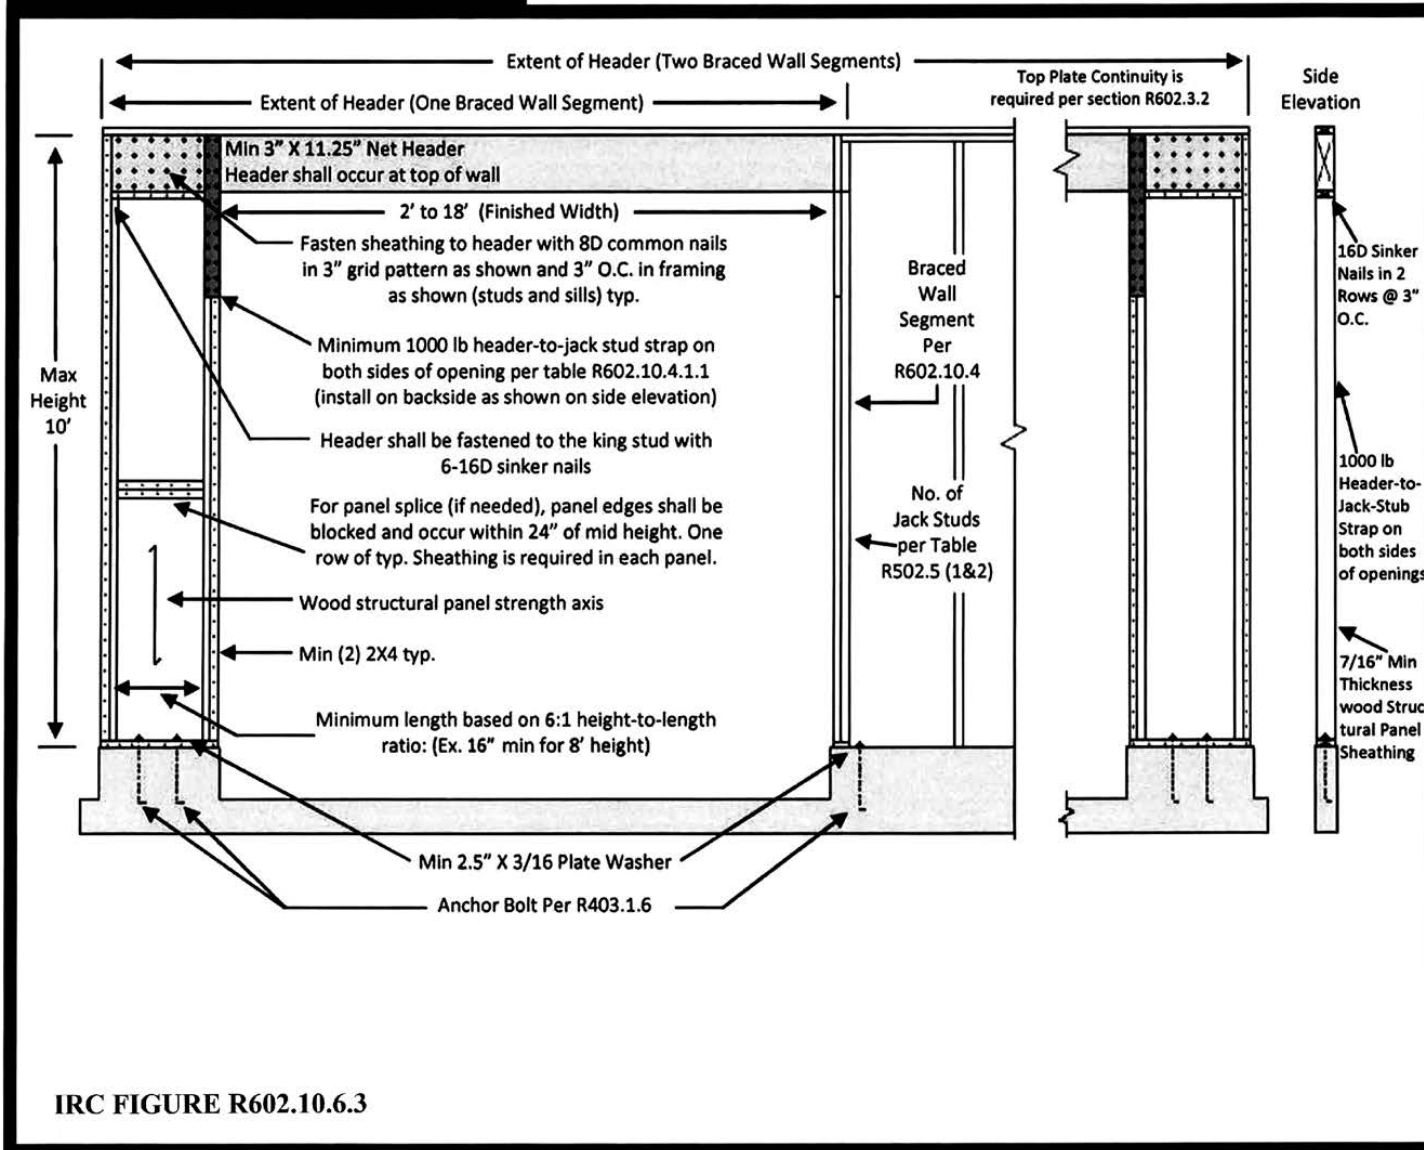 Extent of Header (Two Braced Wall Segments)
Extent of Header (One Braced Wall Segment)
Top Plate Continuity is
required per section R602.3.2
Side
Elevation
Min 3” X 11.25” Net Header
Header shall occur at top of wall
2’ to 18’ (Finished Width)
Fasten sheathing to header with 8D common nails
in 3” grid pattern as shown and 3” O.C. in framing
as shown (studs and sills) typ.
Minimum 1000 lb header-to-jack stud strap on
both sides of opening per table R602.10.4.1.1
(install on backside as shown on side elevation)
Max
Height
10’
Header shall be fastened to the king stud with
6-16D sinker nails
For panel splice (if needed), panel edges shall be
blocked and occur within 24” of mid height. One
row of typ. Sheathing is required in each panel.
Wood structural panel strength axis
Min (2) 2X4 typ.
Minimum length based on 6:1 height-to-length
ratio: (Ex. 16” min for 8’ height)
Braced
Wall
Segment
Per
R602.10.4
No. of
Jack Studs
per Table
R502.5 (1&2)
16D Sinker
Nails in 2
Rows @ 3”
O.C.
1000 lb
Header-to-
Jack-Stub
Strap on
both sides
of openings
7/16” Min
Thickness
wood Struc
tural Panel
Sheathing
Min 2.5” X 3/16 Plate Washer
Anchor Bolt Per R403.1.6
IRC FIGURE R602.10.6.3